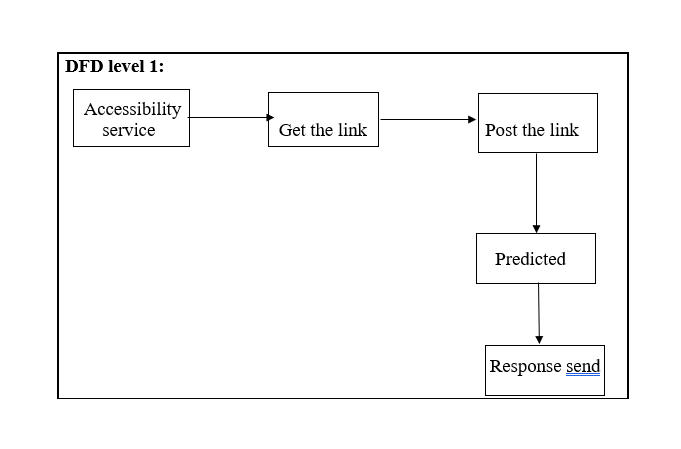 DFD level 1:
Accessibility
service
Get the link
Post the link
Predicted
Response send